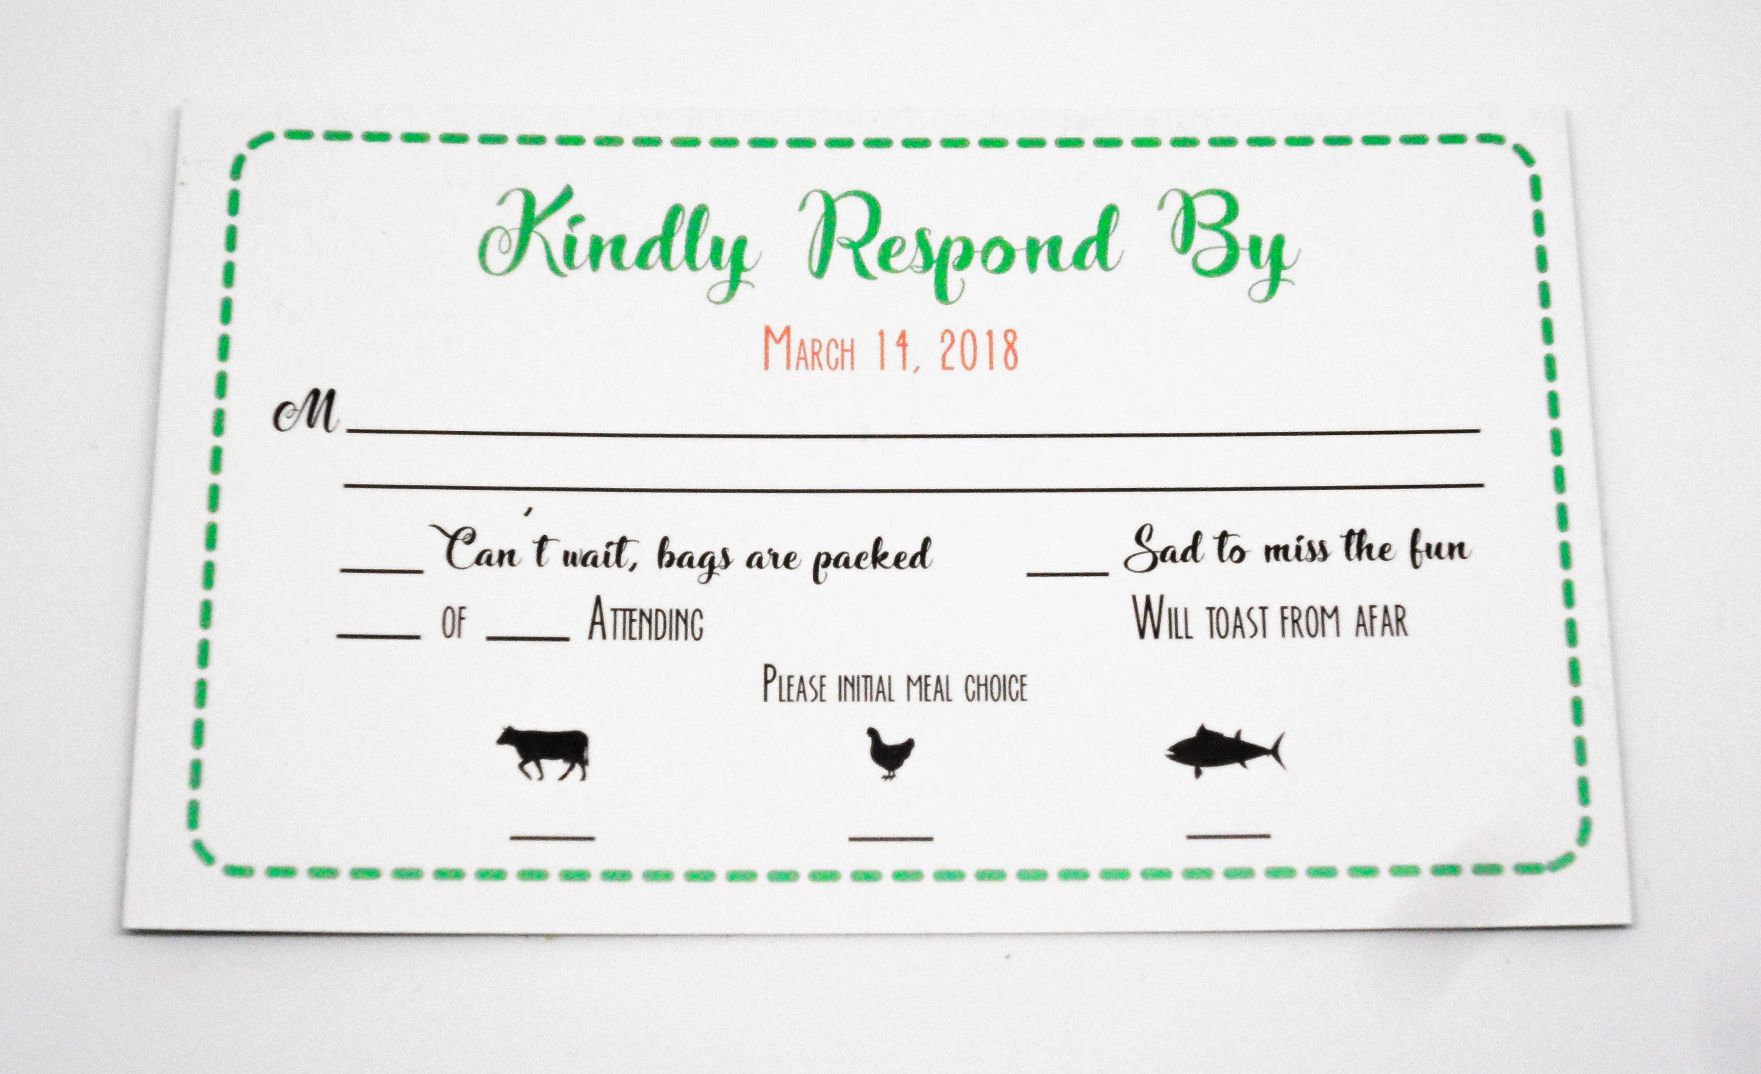 Kindly Respond By
March 14, 2018
M
Can't wait, bags are packed Sad to miss the fun
of Attending Will toast from afar
Please initial meal choice